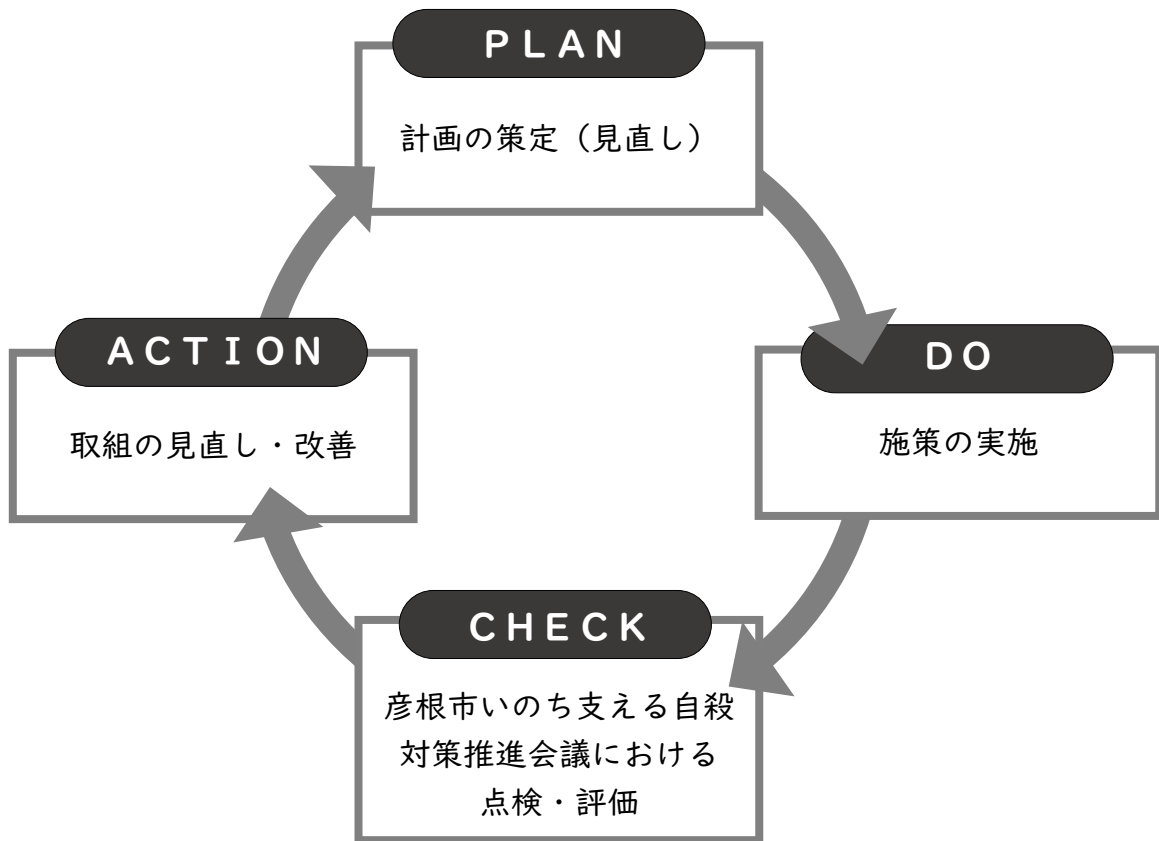 ＰＬＡＮ
計画の策定（見直し）
ＤＯ
施策の実施
ＣＨＥＣＫ
彦根市いのち支える自殺
対策推進会議における
点検・評価
ＡＣＴＩＯＮ
取組の見直し・改善